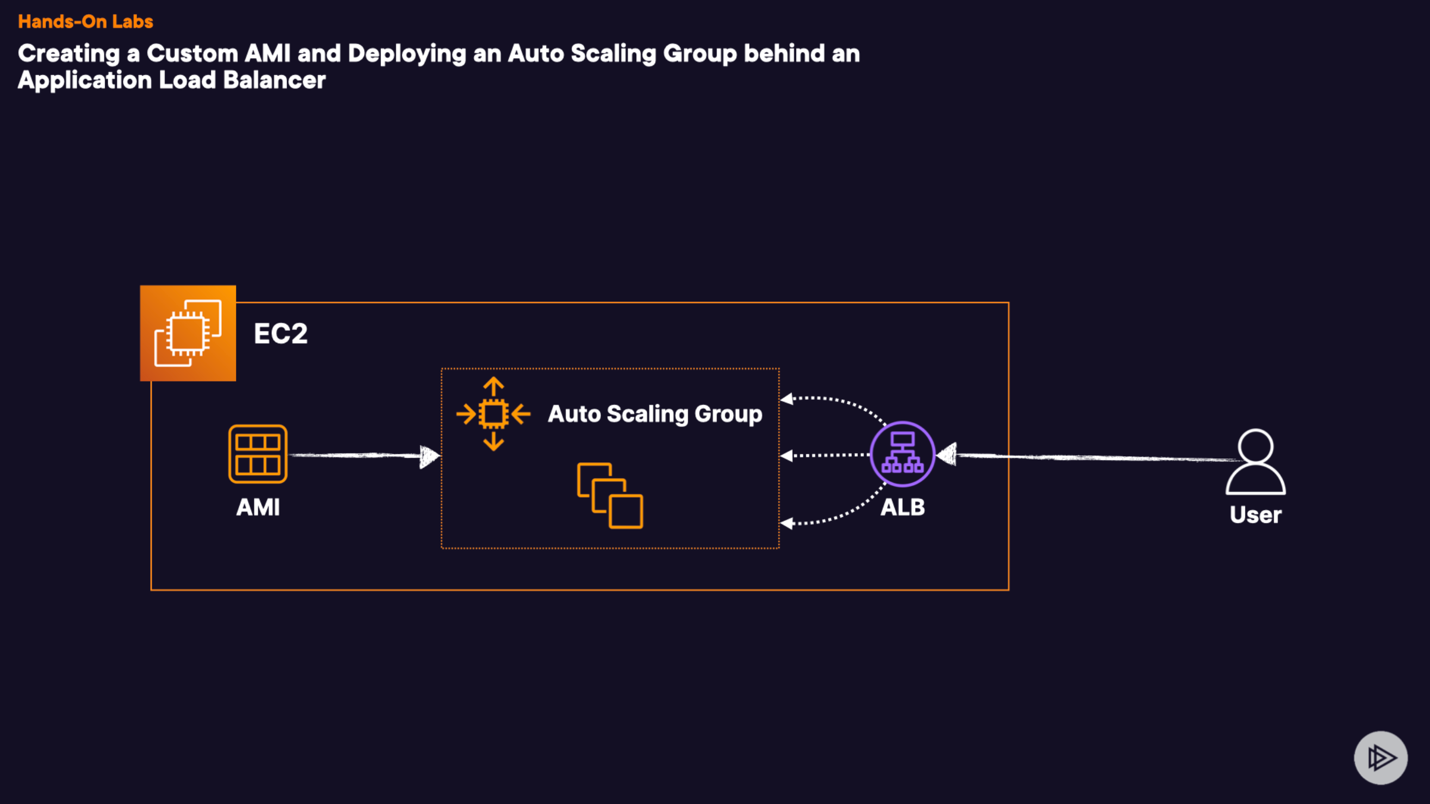 Hands-On Labs
Creating a Custom AMI and Deploying an Auto Scaling Group behind an
Application Load Balancer
EC2
Auto Scaling Group
AMI
ALB
User